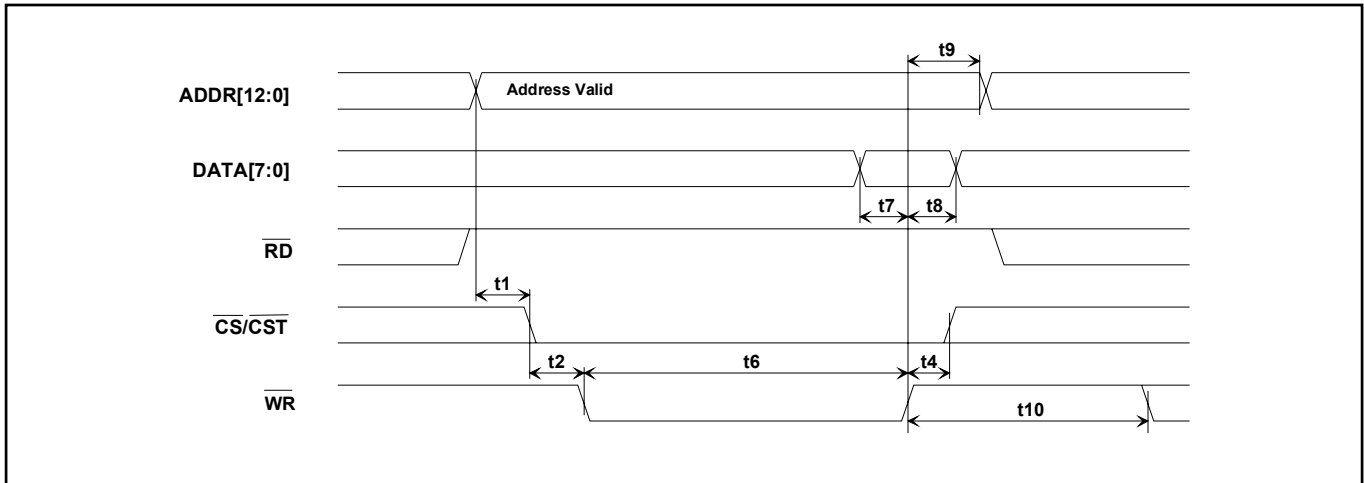 t9
ADDR[12:0]
Address Valid
DATA[7:0]
t7
t8
RD
t1
CS/CST
t2
t6
t4
WR
t10